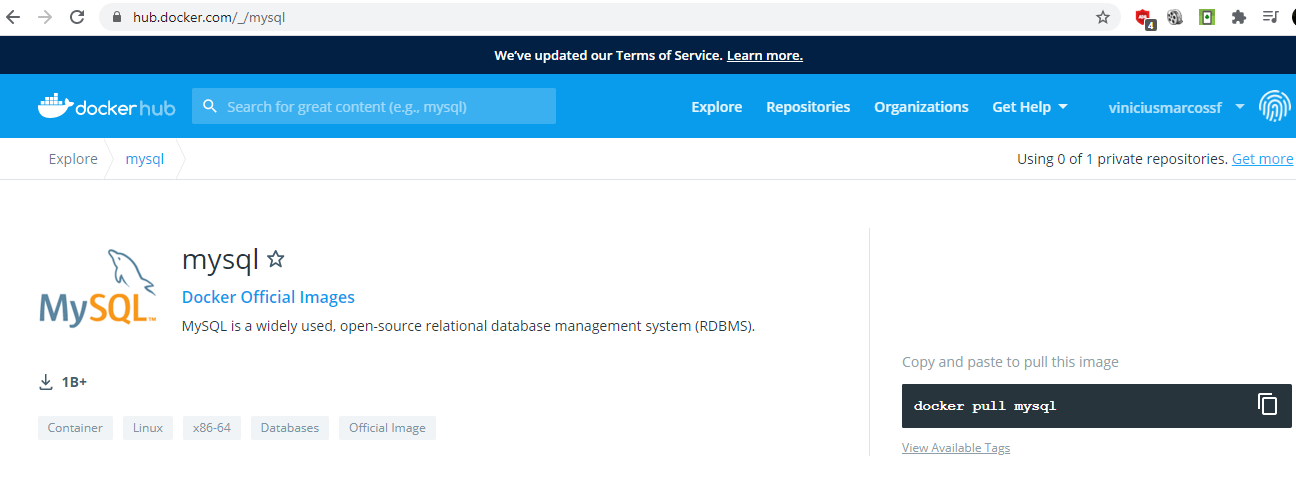 hub.docker.com/_/mysql
4
We've updated our Terms of Service. Learn more.
dockerhub
Search for great content (e.g., mysql)
Explore
Repositories
Organizations
Get Help
viniciusmarcossf
Explore
mysql
Using 0 of 1 private repositories. Get more
MySQL™
mysql
Docker Official Images
MySQL is a widely used, open-source relational database management system (RDBMS).
1B+
Container
Linux
x86-64
Databases
Official Image
Copy and paste to pull this image
docker pull mysql
View Available Tags